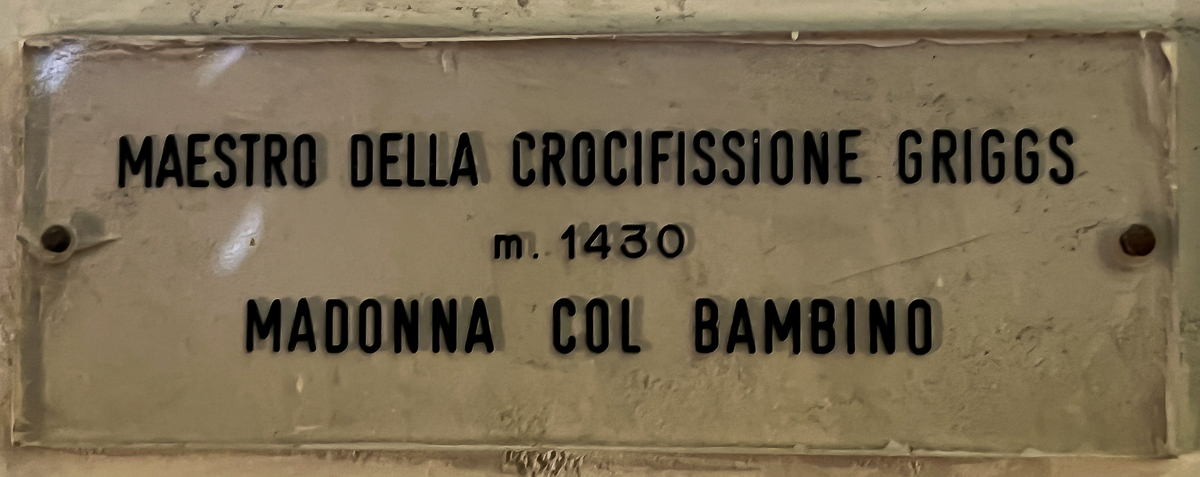 MAESTRO DELLA CROCIFISSIONE GRIGGS
m. 1430
MADONNA COL BAMBINO